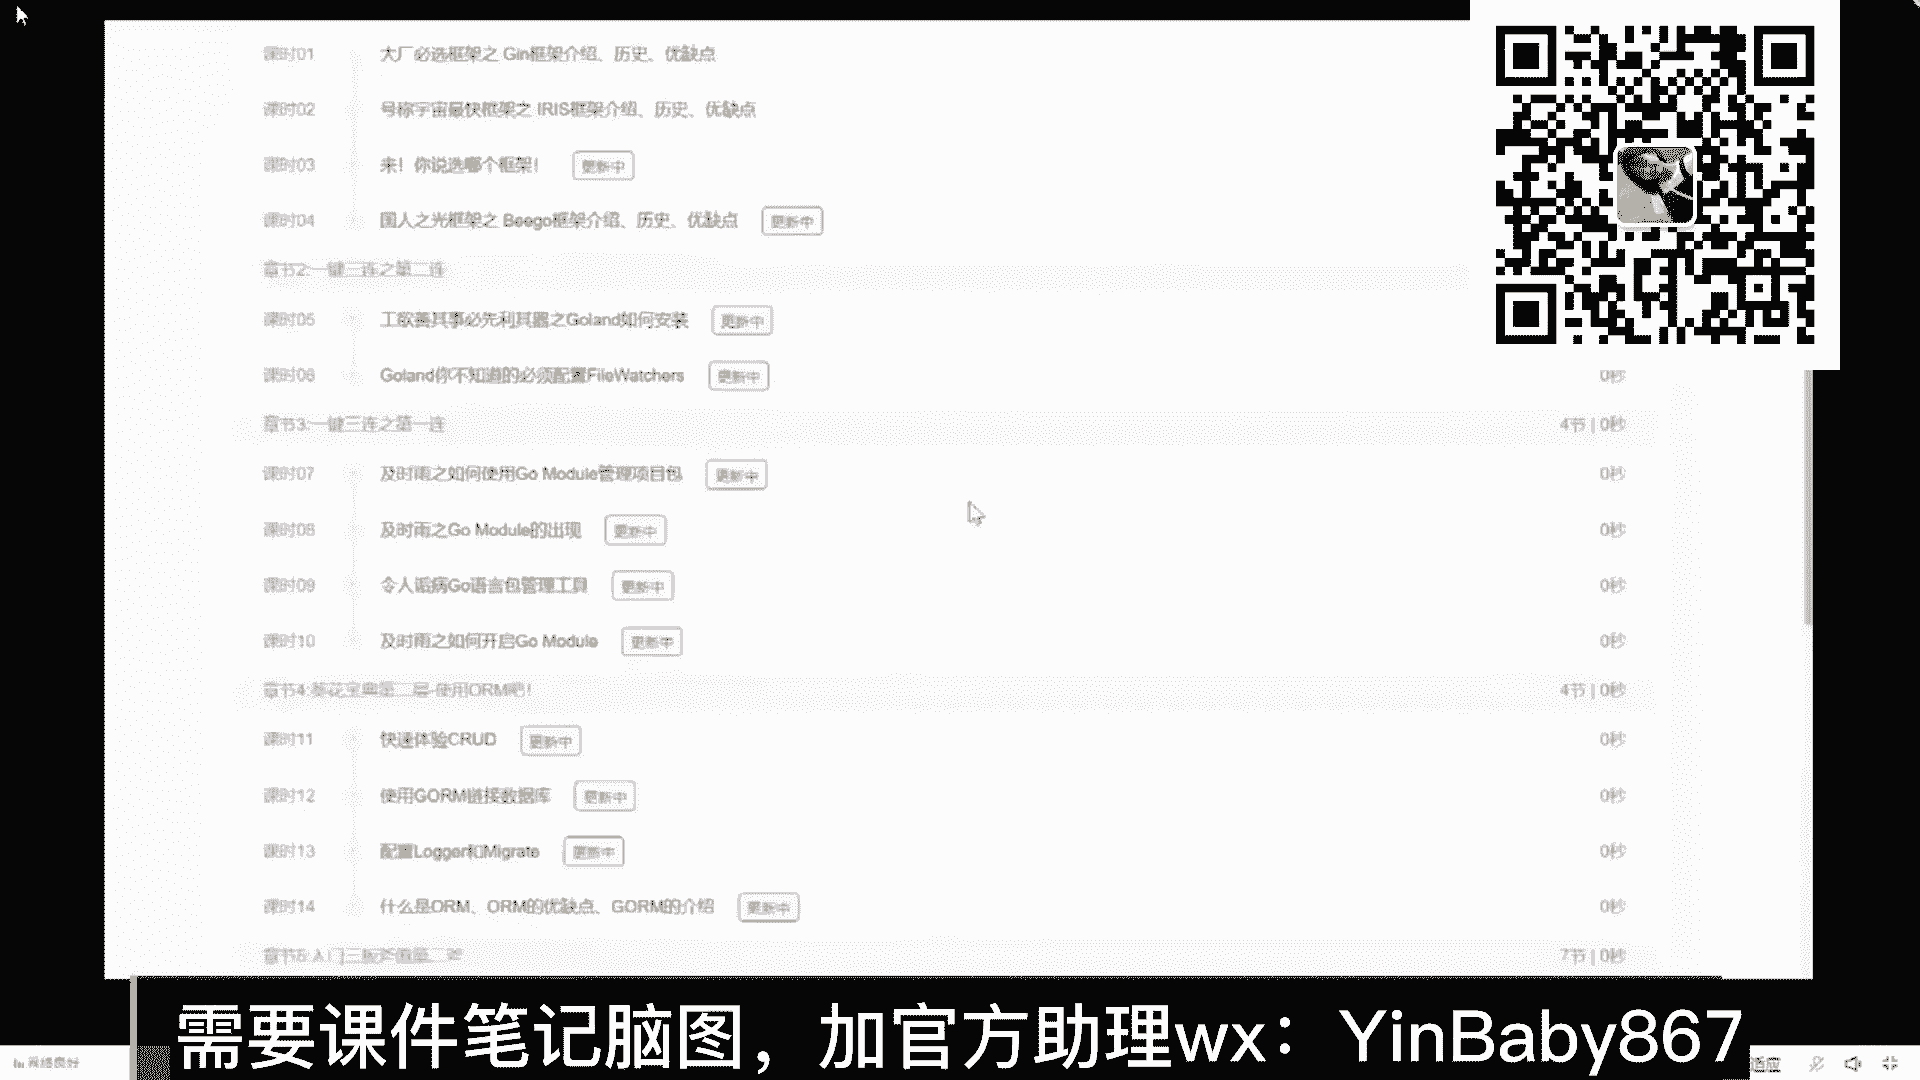 课时01 大厂必选框架之 Gin框架介绍、历史、优缺点
课时02 号称宇宙最快框架之 IRIS框架介绍、历史、优缺点
课时03 来！你说选哪个框架！ 更新中
课时04 国人之光框架之 Beego框架介绍、历史、优缺点 更新中
章节2:一键三连之第二连
课时05 工欲善其事必先利其器之Goland如何安装 更新中
课时06 Goland你不知道的必须配置FileWatchers 更新中 0秒
章节3:一键三连之第一连 4节 | 0秒
课时07 及时雨之如何使用Go Module管理项目包 更新中 0秒
课时08 及时雨之Go Module的出现 更新中 0秒
课时09 令人诟病Go语言包管理工具 更新中 0秒
课时10 及时雨之如何开启Go Module 更新中 0秒
章节4:葵花宝典第二层-使用ORM吧! 4节 | 0秒
课时11 快速体验CRUD 更新中 0秒
课时12 使用GORM链接数据库 更新中 0秒
课时13 配置Logger和Migrate 更新中 0秒
课时14 什么是ORM、ORM的优缺点、GORM的介绍 更新中 0秒
章节5:入门三板斧 7节 | 0秒
需要课件笔记脑图，加官方助理wx：YinBaby867
网络良好 适应